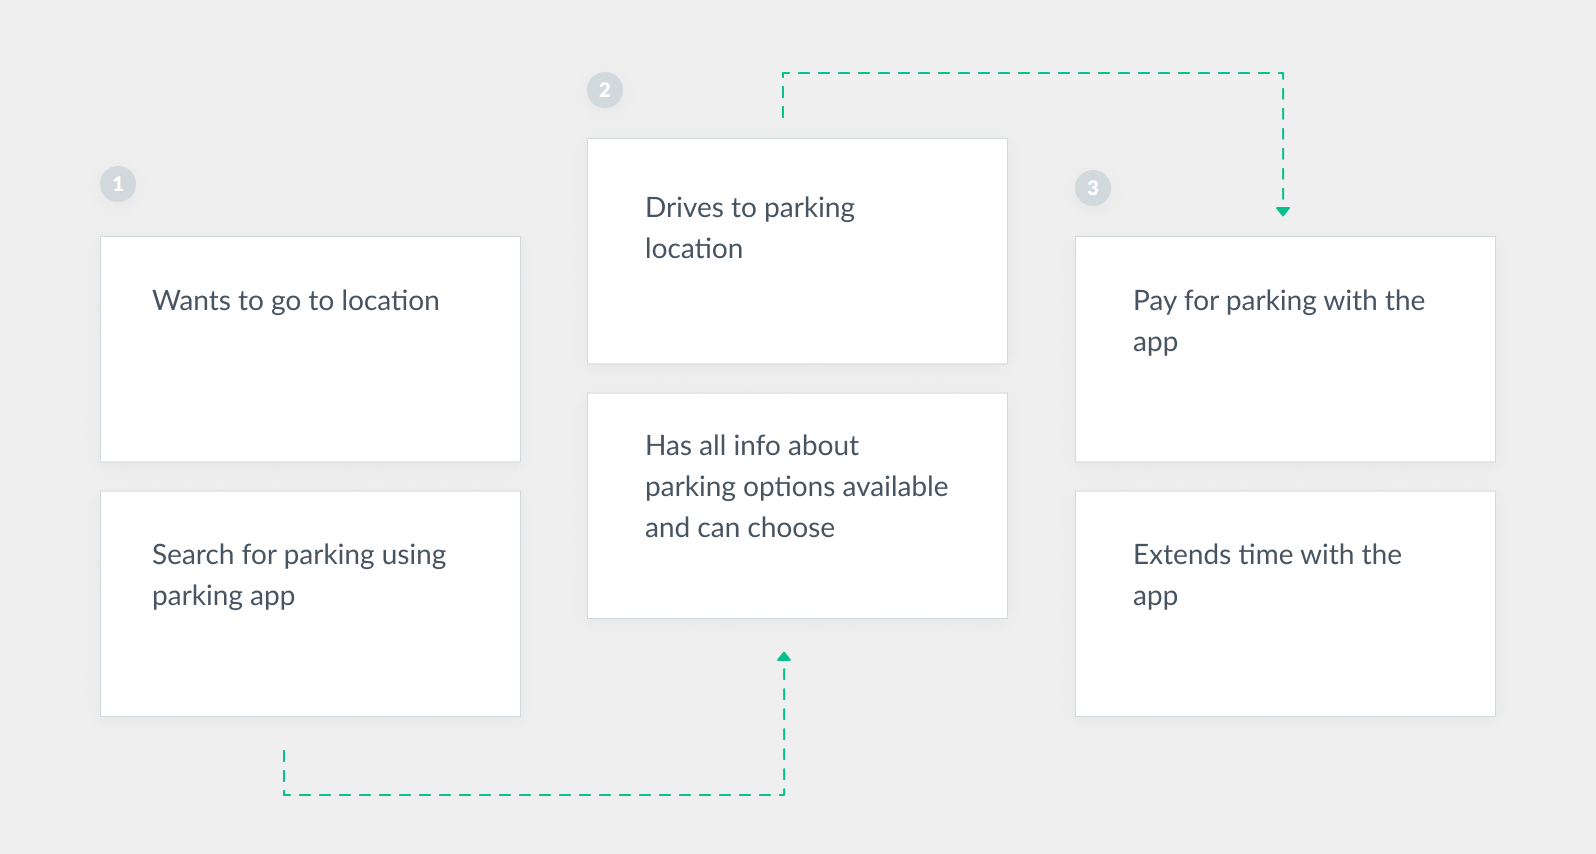 1
Wants to go to location
Search for parking using
parking app
2
Drives to parking
location
Has all info about
parking options available
and can choose
3
Pay for parking with the
app
Extends time with the
app